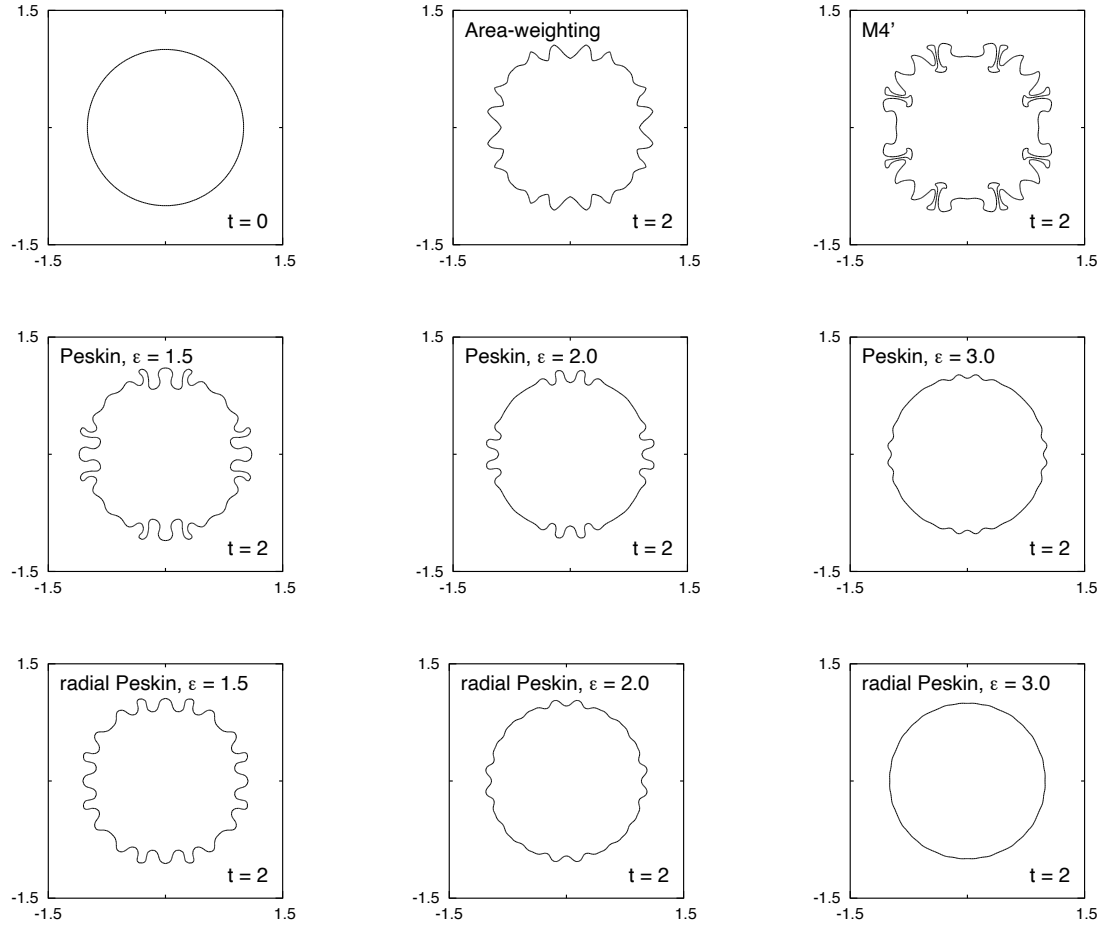 1.5
t = 0
-1.5
-1.5 1.5
1.5
Area-weighting
t = 2
-1.5
-1.5 1.5
1.5
M4'
t = 2
-1.5
-1.5 1.5
1.5
Peskin, ε = 1.5
t = 2
-1.5
-1.5 1.5
1.5
Peskin, ε = 2.0
t = 2
-1.5
-1.5 1.5
1.5
Peskin, ε = 3.0
t = 2
-1.5
-1.5 1.5
1.5
radial Peskin, ε = 1.5
t = 2
-1.5
-1.5 1.5
1.5
radial Peskin, ε = 2.0
t = 2
-1.5
-1.5 1.5
1.5
radial Peskin, ε = 3.0
t = 2
-1.5
-1.5 1.5